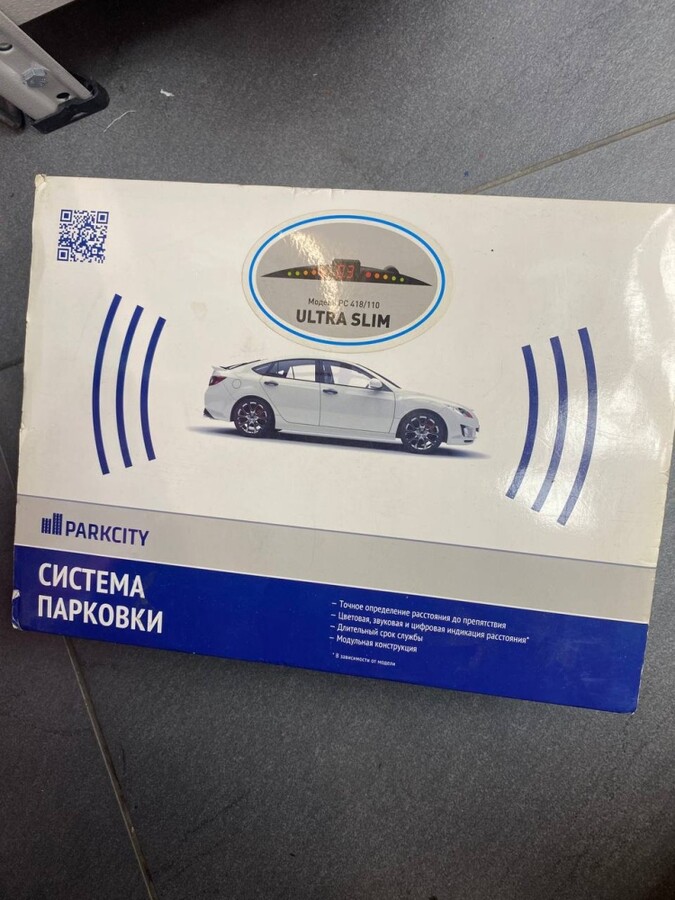 Модель PC 418/110
ULTRA SLIM
PARKCITY
СИСТЕМА
ПАРКОВКИ
– Точное определение расстояния до препятствия
– Цветовая, звуковая и цифровая индикация расстояния*
– Длительный срок службы
– Модульная конструкция
* В зависимости от модели